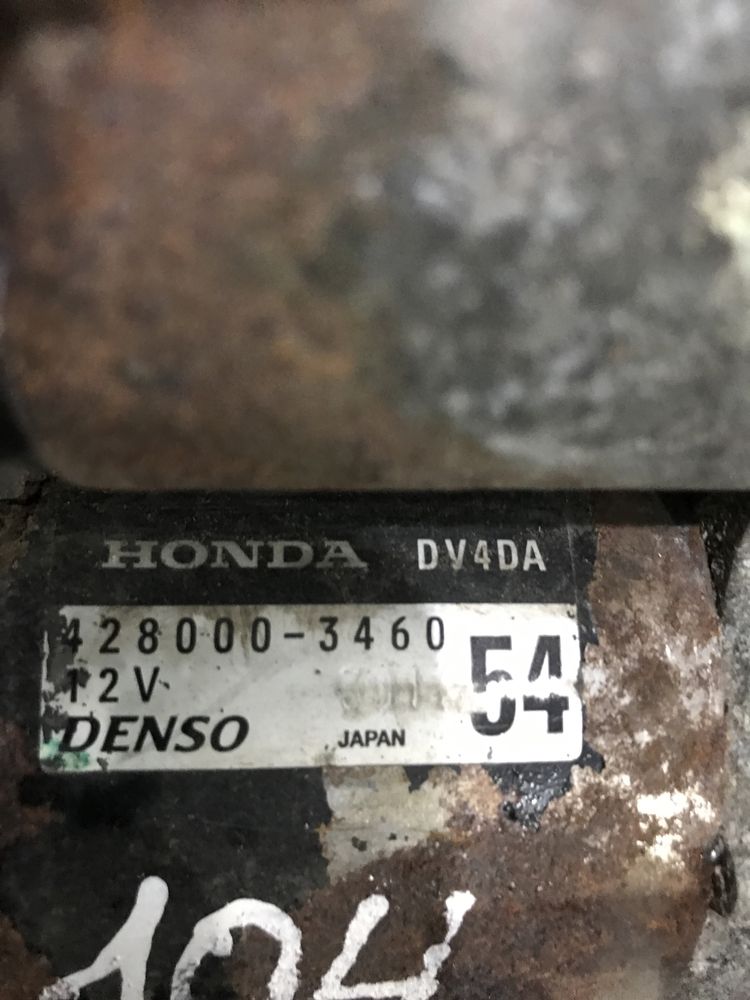 HONDA DV4DA
428000-3460
12V
54
DENSO JAPAN
104